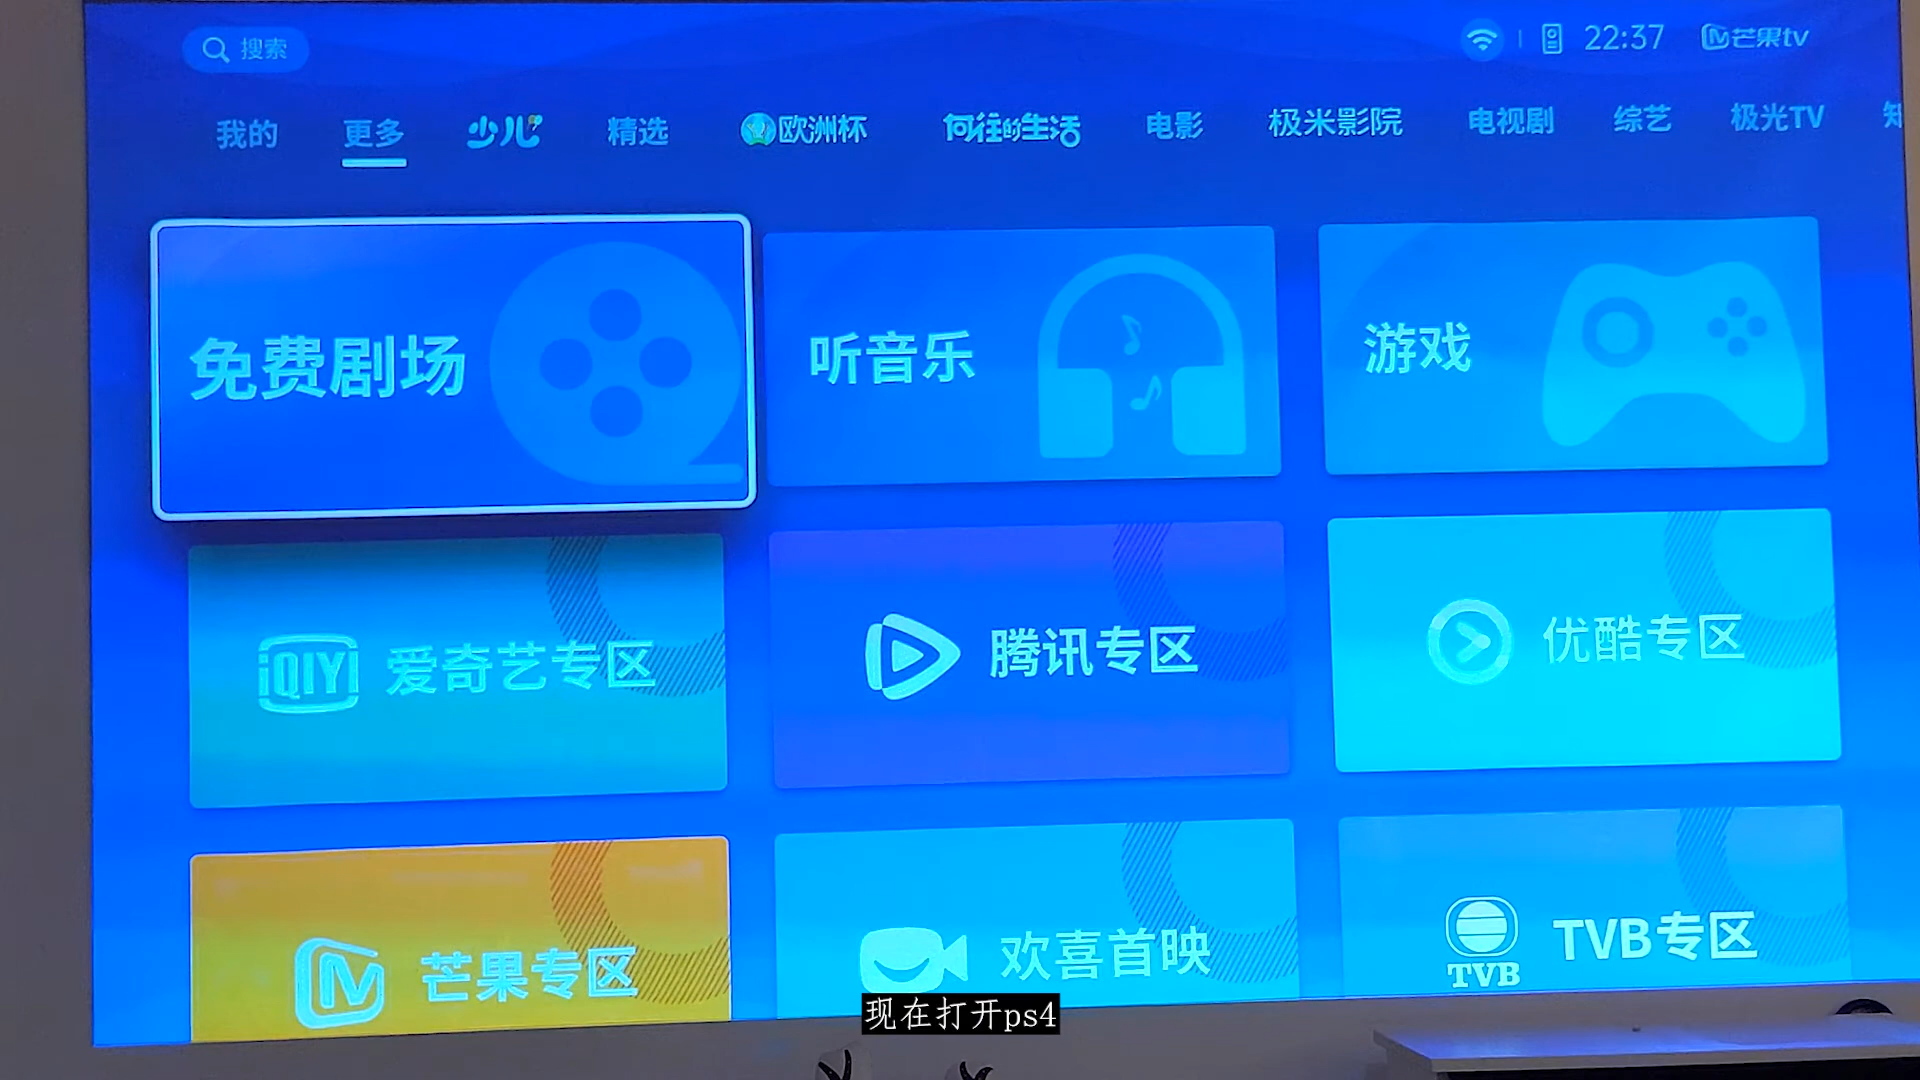 搜索
22:37
芒果tv
我的 更多 少儿 精选 欧洲杯 向往的生活 电影 极米影院 电视剧 综艺 极光TV 知
免费剧场
听音乐
游戏
iQIYI 爱奇艺专区
腾讯专区
优酷专区
芒果专区
欢喜首映
TVB TVB专区
现在打开ps4